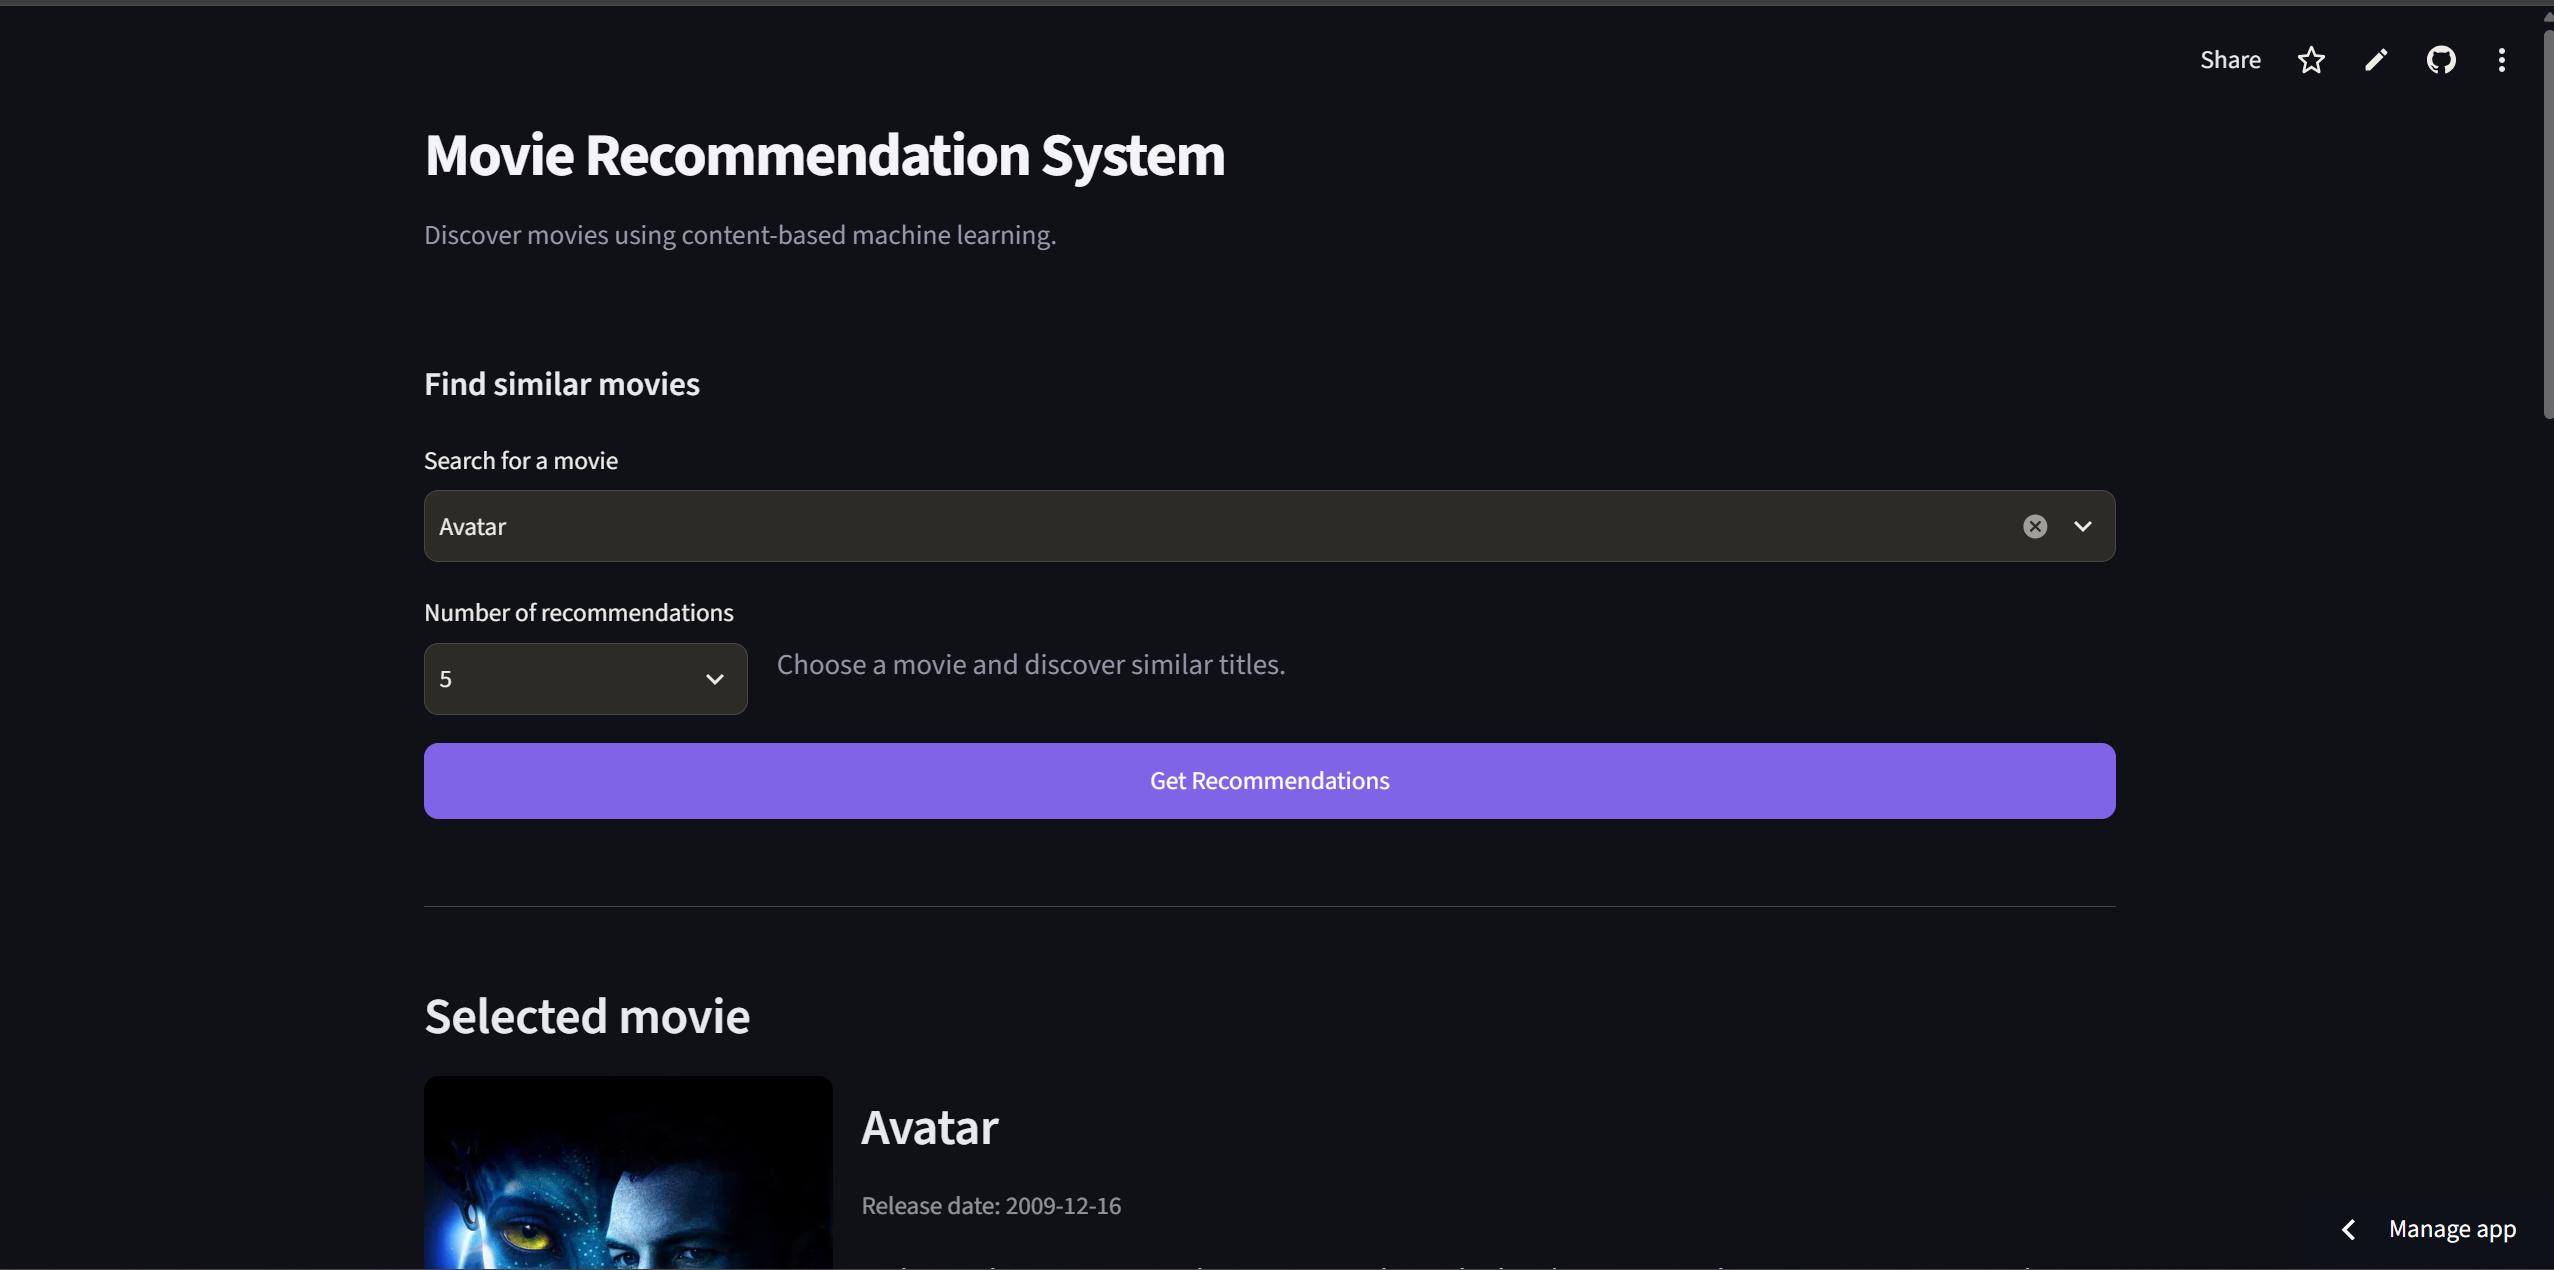 Share
Movie Recommendation System
Discover movies using content-based machine learning.
Find similar movies
Search for a movie
Avatar
Number of recommendations
5
Choose a movie and discover similar titles.
Get Recommendations
Selected movie
Avatar
Release date: 2009-12-16
Manage app